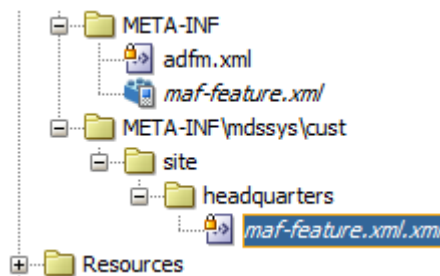 META-INF
adfm.xml
maf-feature.xml
META-INF\mdssys\cust
site
headquarters
maf-feature.xml.xml
Resources